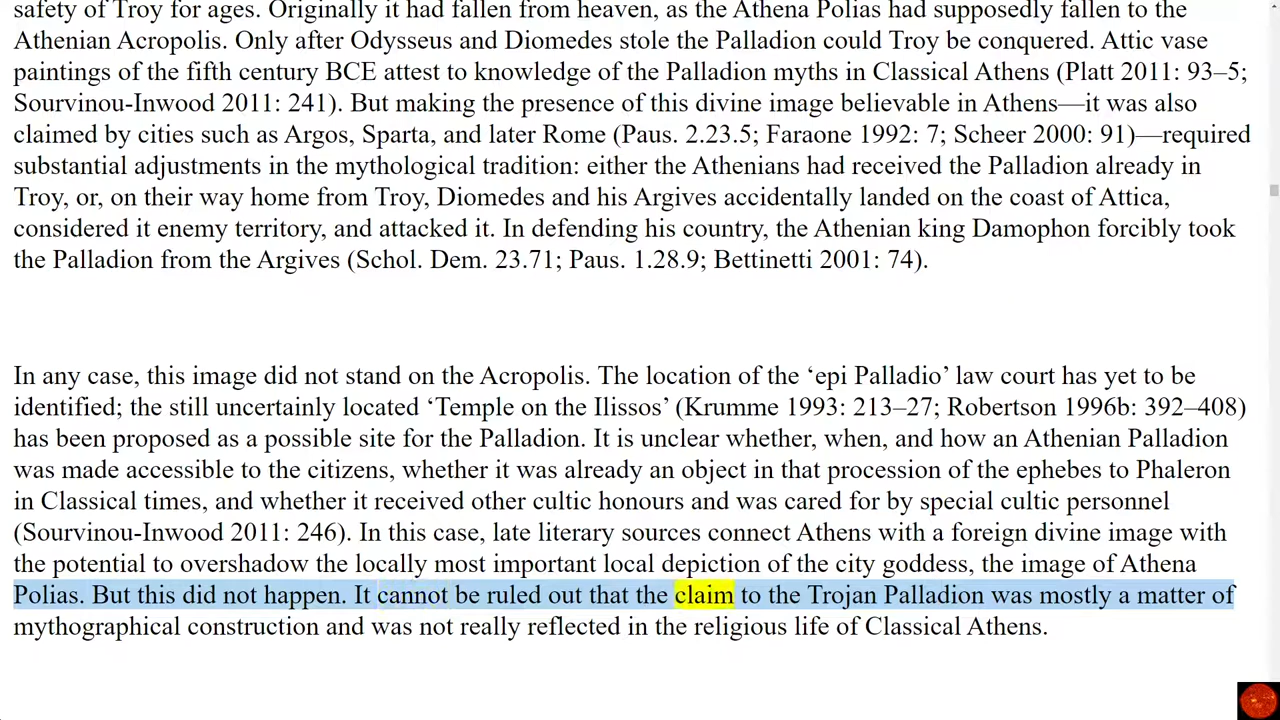 safety of Troy for ages. Originally it had fallen from heaven, as the Athena Polias had supposedly fallen to the
Athenian Acropolis. Only after Odysseus and Diomedes stole the Palladion could Troy be conquered. Attic vase
paintings of the fifth century BCE attest to knowledge of the Palladion myths in Classical Athens (Platt 2011: 93–5;
Sourvinou-Inwood 2011: 241). But making the presence of this divine image believable in Athens—it was also
claimed by cities such as Argos, Sparta, and later Rome (Paus. 2.23.5; Faraone 1992: 7; Scheer 2000: 91)—required
substantial adjustments in the mythological tradition: either the Athenians had received the Palladion already in
Troy, or, on their way home from Troy, Diomedes and his Argives accidentally landed on the coast of Attica,
considered it enemy territory, and attacked it. In defending his country, the Athenian king Damophon forcibly took
the Palladion from the Argives (Schol. Dem. 23.71; Paus. 1.28.9; Bettinetti 2001: 74).
In any case, this image did not stand on the Acropolis. The location of the ‘epi Palladio’ law court has yet to be
identified; the still uncertainly located ‘Temple on the Ilissos’ (Krumme 1993: 213–27; Robertson 1996b: 392–408)
has been proposed as a possible site for the Palladion. It is unclear whether, when, and how an Athenian Palladion
was made accessible to the citizens, whether it was already an object in that procession of the ephebes to Phaleron
in Classical times, and whether it received other cultic honours and was cared for by special cultic personnel
(Sourvinou-Inwood 2011: 246). In this case, late literary sources connect Athens with a foreign divine image with
the potential to overshadow the locally most important local depiction of the city goddess, the image of Athena
Polias. But this did not happen. It cannot be ruled out that the claim to the Trojan Palladion was mostly a matter of
mythographical construction and was not really reflected in the religious life of Classical Athens.